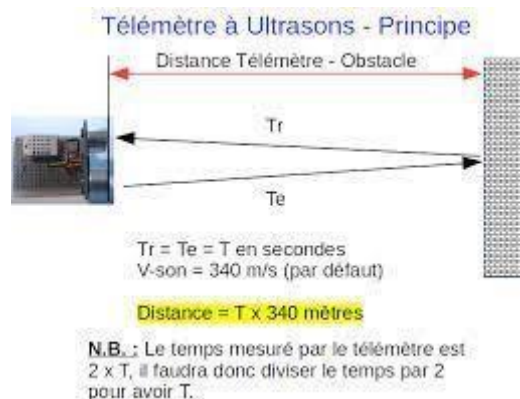 Télémètre à Ultrasons - Principe
Distance Télémètre - Obstacle
Tr
Te
Tr = Te = T en secondes
V-son = 340 m/s (par défaut)
Distance = T x 340 mètres
N.B. : Le temps mesuré par le télémètre est
2 x T, il faudra donc diviser le temps par 2
pour avoir T.